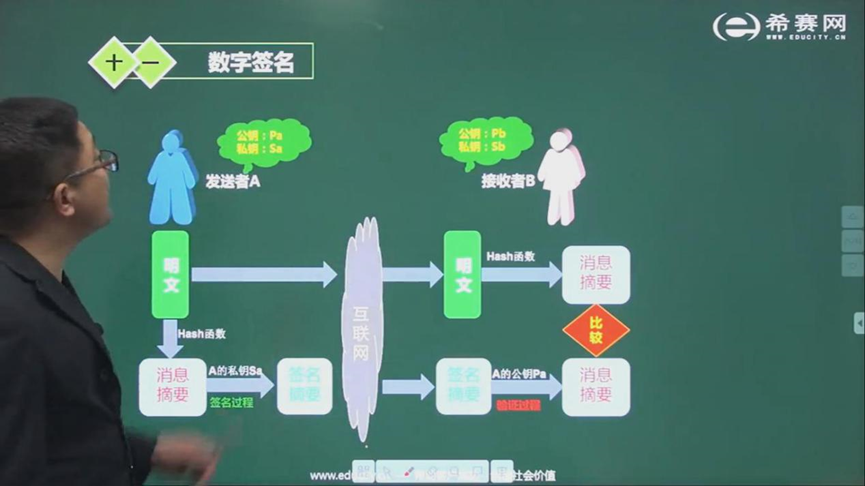 希赛网
WWW.EDUCITY.CN
数字签名
公钥：Pa
私钥：Sa
发送者A
公钥：Pb
私钥：Sb
接收者B
明文
互联网
明文
Hash函数
消息
摘要
Hash函数
比较
消息
摘要
A的私钥Sa
签名过程
签名
摘要
签名
摘要
A的公钥Pa
验证过程
消息
摘要
社会价值